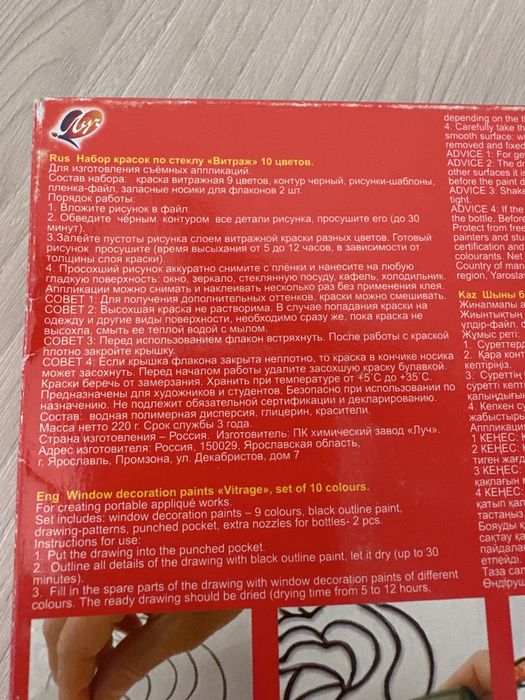 Луч
Rus Набор красок по стеклу «Витраж» 10 цветов.
Для изготовления съёмных аппликаций.
Состав набора: краска витражная 9 цветов, контур черный, рисунки-шаблоны,
пленка-файл, запасные носики для флаконов 2 шт.
Порядок работы:
1. Вложите рисунок в файл.
2. Обведите чёрным контуром все детали рисунка, просушите его (до 30
минут).
3.Залейте пустоты рисунка слоем витражной краски разных цветов. Готовый
рисунок просушите (время высыхания от 5 до 12 часов, в зависимости от
толщины слоя краски).
4. Просохший рисунок аккуратно снимите с плёнки и нанесите на любую
гладкую поверхность: окно, зеркало, стеклянную посуду, кафель, холодильник.
Аппликации можно снимать и наклеивать несколько раз без применения клея.
СОВЕТ 1: Для получения дополнительных оттенков, краски можно смешивать.
СОВЕТ 2: Высохшая краска не растворима. В случае попадания краски на
одежду и другие виды поверхности, необходимо сразу же, пока краска не
высохла, смыть ее теплой водой с мылом.
СОВЕТ 3: Перед использованием флакон встряхнуть. После работы с краской
плотно закройте крышку.
СОВЕТ 4: Если крышка флакона закрыта неплотно, то краска в кончике носика
может засохнуть. Перед началом работы удалите засохшую краску булавкой.
Краски беречь от замерзания. Хранить при температуре от +5˚С до +35 С.
Предназначены для художников и студентов. Безопасно при использовании по
назначению. Не подлежит обязательной сертификации и декларированию.
Состав : водная полимерная дисперсия, глицерин, красители.
Масса нетто 220 г. Срок службы 3 года.
Страна изготовления – Россия. Изготовитель: ПК химический завод «Луч».
Адрес изготовителя: Россия, 150029, Ярославская область,
г. Ярославль, Промзона, ул. Декабристов, дом 7
Eng Window decoration paints «Vitrage», set of 10 colours.
For creating portable appliqué works.
Set includes: window decoration paints – 9 colours, black outline paint,
drawing-patterns, punched pocket, extra nozzles for bottles- 2 pcs.
Instructions for use:
1. Put the drawing into the punched pocket.
2. Outline all details of the drawing with black outline paint, let it dry (up to 30
minutes).
3. Fill in the spare parts of the drawing with window decoration paints of different
colours. The ready drawing should be dried (drying time from 5 to 12 hours,
depending on the
4. Carefully take th
smooth surface: w
removed and fixed
ADVICE 1: For ge
ADVICE 2: The dr
other surfaces it is
before the paint d
ADVICE 3: Shake
tight.
ADVICE 4: If the
the bottle. Before
Protect from free
painters and stu
certification and
colourants. Net
Country of man
region, Yaroslav
Kaz Шыны б
Жиналмалы а
Жиынтықтың
үлдір-файл,
Жұмыс реті:
1. Суреттерд
2. Қара конт
кептіріңіз.
3. Суреттің
суретті кепт
қалыңдығын
4. Кепкен
жабыстыры
Аппликация
1 КЕҢЕС:
2 КЕҢЕС:
тиген жағд
3 КЕҢЕС:
қақпағын
4 КЕҢЕС:
қатып қал
тастаңыз.
Бояуды
сақтау қа
пайдалан
етпейді.
Таза сал
Өндіруш